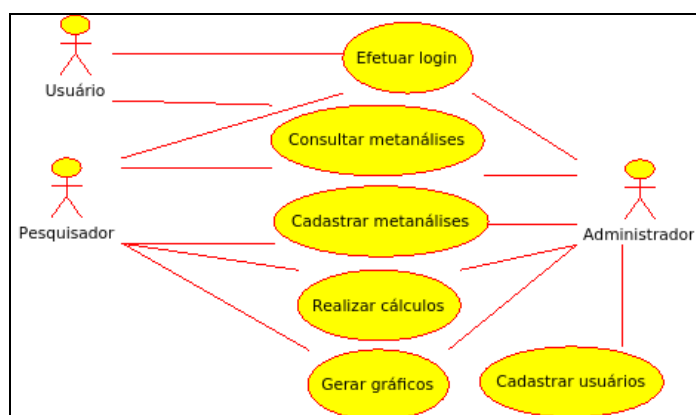 Efetuar login
Usuário
Consultar metanálises
Pesquisador
Cadastrar metanálises
Administrador
Realizar cálculos
Gerar gráficos
Cadastrar usuários